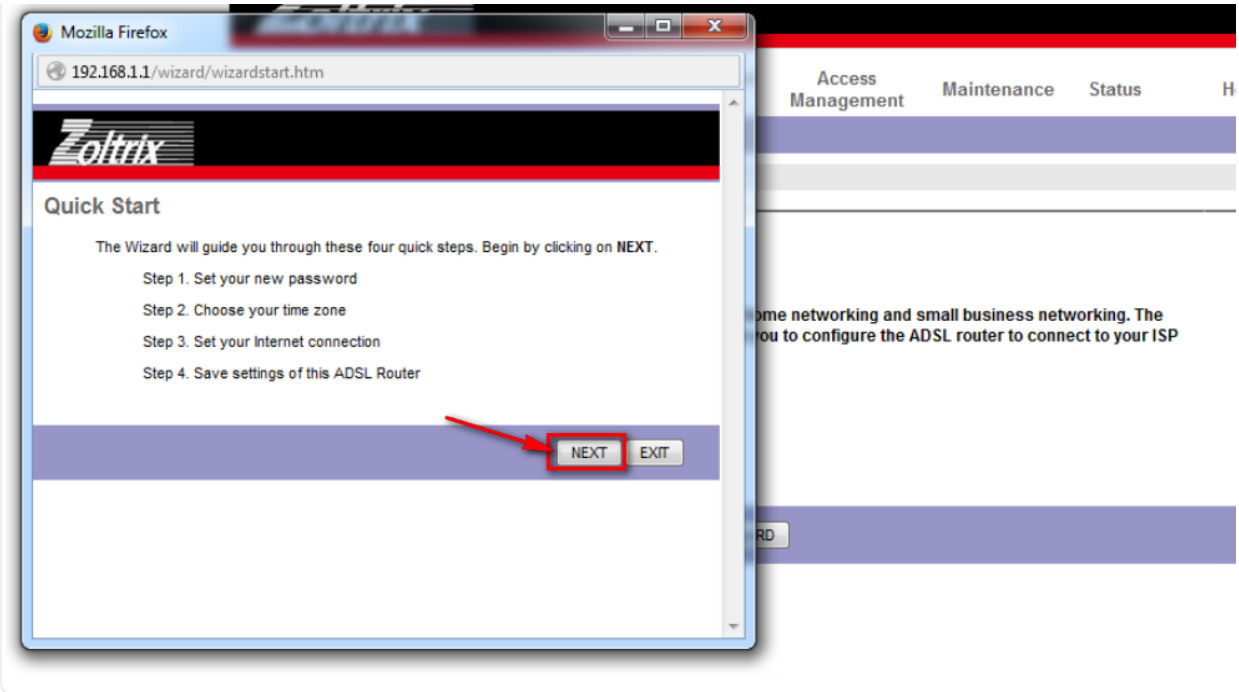 Mozilla Firefox
192.168.1.1/wizard/wizardstart.htm
Zoltrix
Quick Start
The Wizard will guide you through these four quick steps. Begin by clicking on NEXT.
Step 1. Set your new password
Step 2. Choose your time zone
Step 3. Set your Internet connection
Step 4. Save settings of this ADSL Router
NEXT EXIT
Access
Management
Maintenance Status
networking and small business networking. The
to configure the ADSL router to connect to your ISP